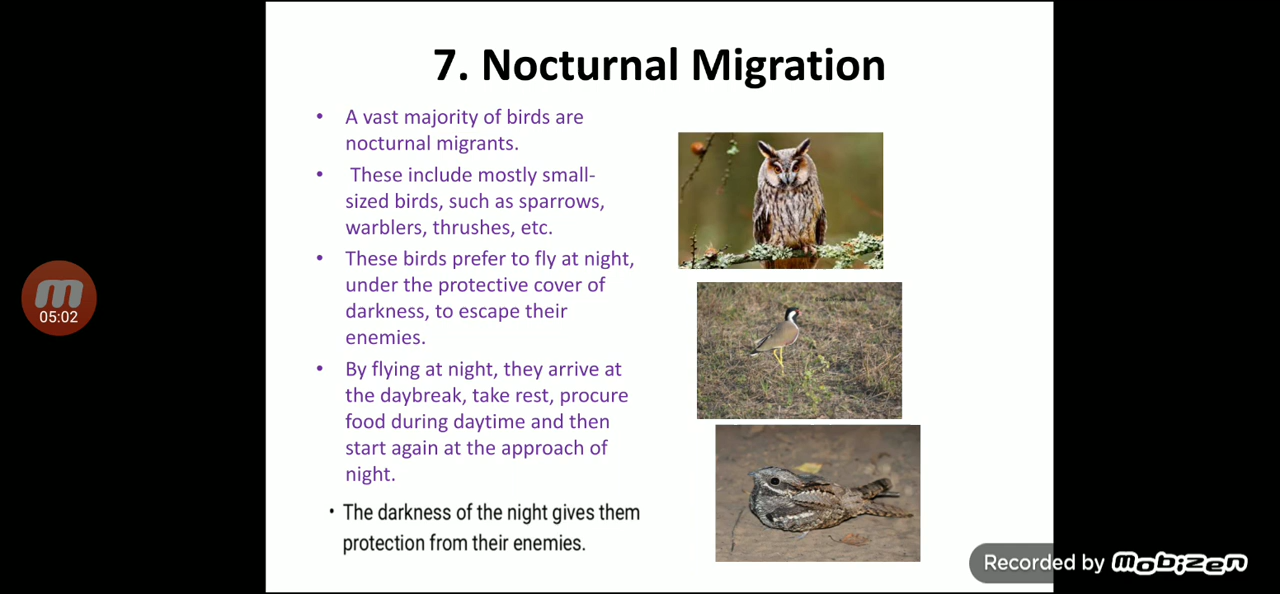 7. Nocturnal Migration
• A vast majority of birds are
nocturnal migrants.
• These include mostly small-
sized birds, such as sparrows,
warblers, thrushes, etc.
• These birds prefer to fly at night,
under the protective cover of
darkness, to escape their
enemies.
• By flying at night, they arrive at
the daybreak, take rest, procure
food during daytime and then
start again at the approach of
night.
• The darkness of the night gives them
protection from their enemies.
m
05:02
Recorded by mobizen